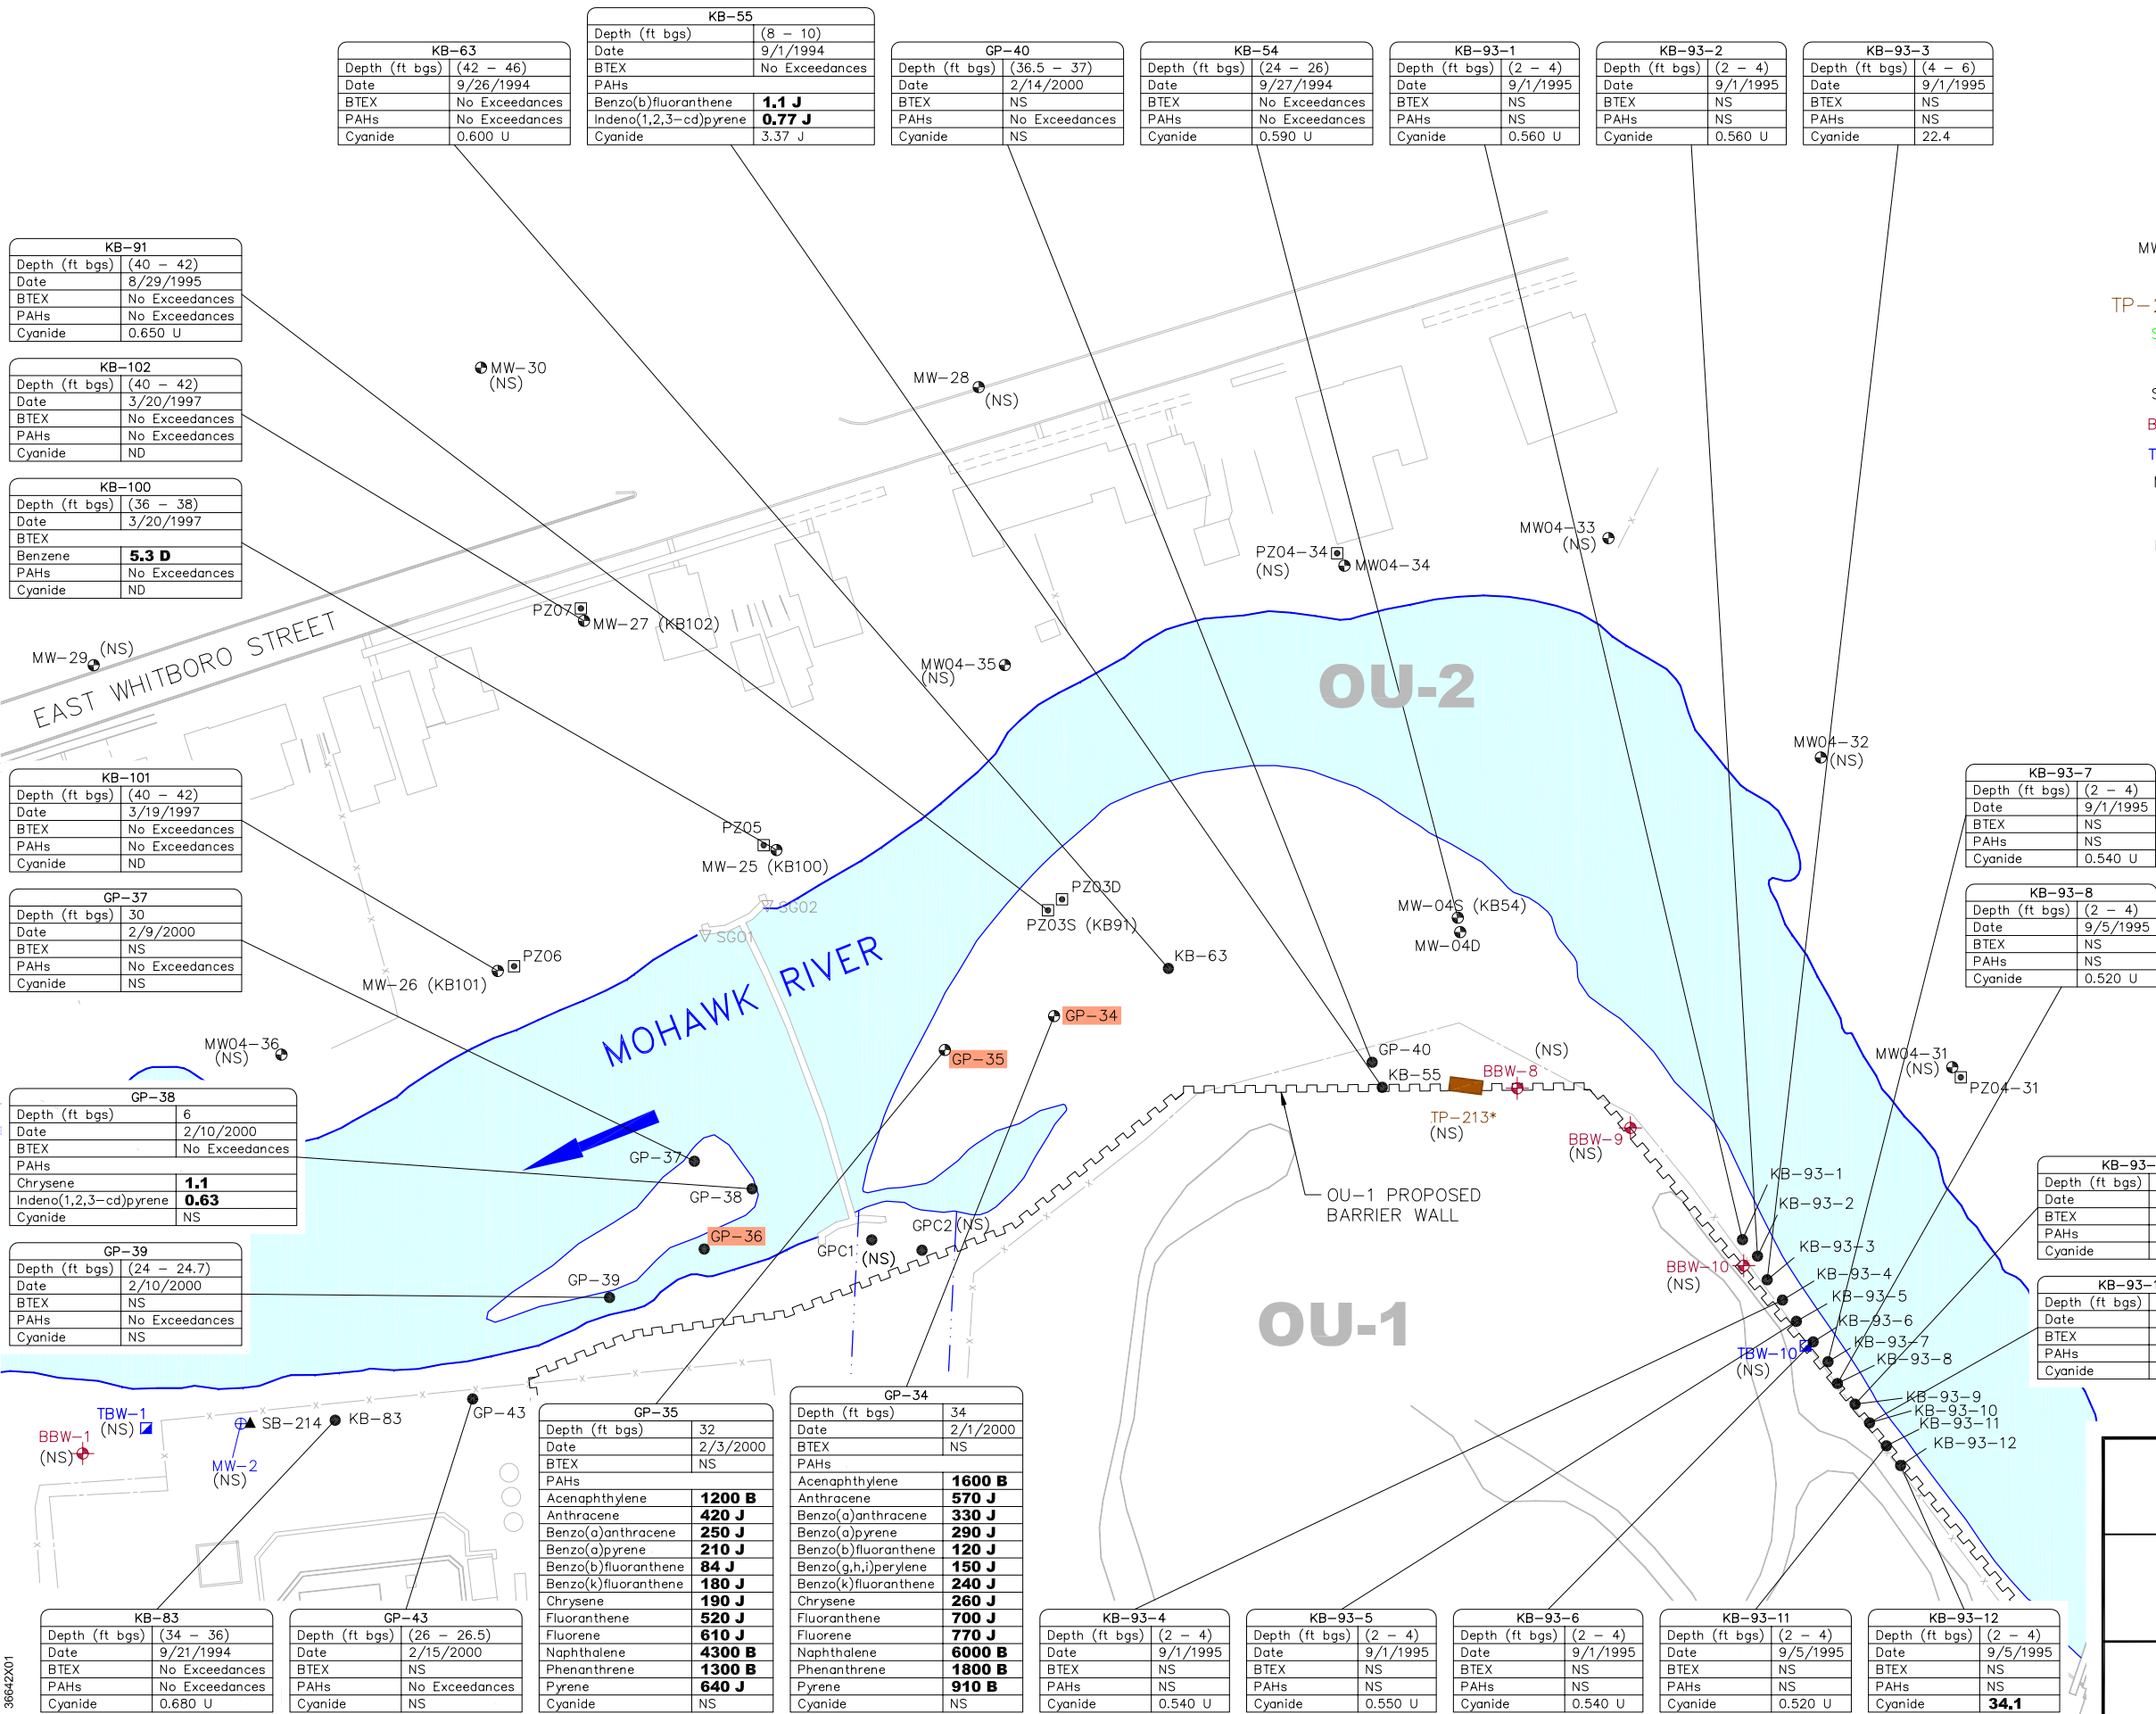 KB-63
Depth (ft bgs) (42 - 46)
Date 9/26/1994
BTEX No Exceedances
PAHs No Exceedances
Cyanide 0.600 U
KB-55
Depth (ft bgs) (8 - 10)
Date 9/1/1994
BTEX No Exceedances
PAHs
Benzo(b)fluoranthene 1.1 J
Indeno(1,2,3-cd)pyrene 0.77 J
Cyanide 3.37 J
GP-40
Depth (ft bgs) (36.5 - 37)
Date 2/14/2000
BTEX NS
PAHs No Exceedances
Cyanide NS
KB-54
Depth (ft bgs) (24 - 26)
Date 9/27/1994
BTEX No Exceedances
PAHs No Exceedances
Cyanide 0.590 U
KB-93-1
Depth (ft bgs) (2 - 4)
Date 9/1/1995
BTEX NS
PAHs NS
Cyanide 0.560 U
KB-93-2
Depth (ft bgs) (2 - 4)
Date 9/1/1995
BTEX NS
PAHs NS
Cyanide 0.560 U
KB-93-3
Depth (ft bgs) (4 - 6)
Date 9/1/1995
BTEX NS
PAHs NS
Cyanide 22.4
KB-91
Depth (ft bgs) (40 - 42)
Date 8/29/1995
BTEX No Exceedances
PAHs No Exceedances
Cyanide 0.650 U
KB-102
Depth (ft bgs) (40 - 42)
Date 3/20/1997
BTEX No Exceedances
PAHs No Exceedances
Cyanide ND
KB-100
Depth (ft bgs) (36 - 38)
Date 3/20/1997
BTEX
Benzene 5.3 D
PAHs No Exceedances
Cyanide ND
MW-30
(NS)
MW-28
(NS)
MW04-33
(NS)
PZ04-34
(NS)
MW04-34
PZ07
MW-27 (KB102)
MW-29 (NS)
EAST WHITBORO STREET
MW04-35
(NS)
OU-2
MW04-32
(NS)
KB-101
Depth (ft bgs) (40 - 42)
Date 3/19/1997
BTEX No Exceedances
PAHs No Exceedances
Cyanide ND
KB-93-7
Depth (ft bgs) (2 - 4)
Date 9/1/1995
BTEX NS
PAHs NS
Cyanide 0.540 U
PZ05
MW-25 (KB100)
GP-37
Depth (ft bgs) 30
Date 2/9/2000
BTEX NS
PAHs No Exceedances
Cyanide NS
KB-93-8
Depth (ft bgs) (2 - 4)
Date 9/5/1995
BTEX NS
PAHs NS
Cyanide 0.520 U
PZ03D
PZ03S (KB91)
SG02
SG01
MW-04S (KB54)
MW-04D
KB-63
PZ06
MW-26 (KB101)
MOHAWK RIVER
GP-34
GP-35
MW04-36
(NS)
GP-40
KB-55
(NS)
BBW-8
MW04-31
(NS)
PZ04-31
TP-213*
(NS)
BBW-9
(NS)
GP-38
Depth (ft bgs) 6
Date 2/10/2000
BTEX No Exceedances
PAHs
Chrysene 1.1
Indeno(1,2,3-cd)pyrene 0.63
Cyanide NS
GP-37
GP-38
OU-1 PROPOSED
BARRIER WALL
KB-93-1
KB-93-2
KB-93-
Depth (ft bgs)
Date
BTEX
PAHs
Cyanide
GP-36
GPC1
(NS)
GPC2 (NS)
GP-39
Depth (ft bgs) (24 - 24.7)
Date 2/10/2000
BTEX NS
PAHs No Exceedances
Cyanide NS
GP-39
BBW-10
(NS)
KB-93-3
KB-93-4
KB-93-5
KB-93-6
KB-93-7
KB-93-8
KB-93-9
KB-93-10
KB-93-11
KB-93-12
OU-1
TBW-10
(NS)
KB-93-1
Depth (ft bgs)
Date
BTEX
PAHs
Cyanide
TBW-1
(NS)
BBW-1
(NS)
SB-214
MW-2
(NS)
KB-83
GP-43
GP-35
Depth (ft bgs) 32
Date 2/3/2000
BTEX NS
PAHs
Acenaphthylene 1200 B
Anthracene 420 J
Benzo(a)anthracene 250 J
Benzo(a)pyrene 210 J
Benzo(b)fluoranthene 84 J
Benzo(k)fluoranthene 180 J
Chrysene 190 J
Fluoranthene 520 J
Fluorene 610 J
Naphthalene 4300 B
Phenanthrene 1300 B
Pyrene 640 J
Cyanide NS
GP-34
Depth (ft bgs) 34
Date 2/1/2000
BTEX NS
PAHs
Acenaphthylene 1600 B
Anthracene 570 J
Benzo(a)anthracene 330 J
Benzo(a)pyrene 290 J
Benzo(b)fluoranthene 120 J
Benzo(g,h,i)perylene 150 J
Benzo(k)fluoranthene 240 J
Chrysene 260 J
Fluoranthene 700 J
Fluorene 770 J
Naphthalene 6000 B
Phenanthrene 1800 B
Pyrene 910 B
Cyanide NS
KB-83
Depth (ft bgs) (34 - 36)
Date 9/21/1994
BTEX No Exceedances
PAHs No Exceedances
Cyanide 0.680 U
GP-43
Depth (ft bgs) (26 - 26.5)
Date 2/15/2000
BTEX NS
PAHs No Exceedances
Cyanide NS
KB-93-4
Depth (ft bgs) (2 - 4)
Date 9/1/1995
BTEX NS
PAHs NS
Cyanide 0.540 U
KB-93-5
Depth (ft bgs) (2 - 4)
Date 9/1/1995
BTEX NS
PAHs NS
Cyanide 0.550 U
KB-93-6
Depth (ft bgs) (2 - 4)
Date 9/1/1995
BTEX NS
PAHs NS
Cyanide 0.540 U
KB-93-11
Depth (ft bgs) (2 - 4)
Date 9/5/1995
BTEX NS
PAHs NS
Cyanide 0.520 U
KB-93-12
Depth (ft bgs) (2 - 4)
Date 9/5/1995
BTEX NS
PAHs NS
Cyanide 34.1
36642X01